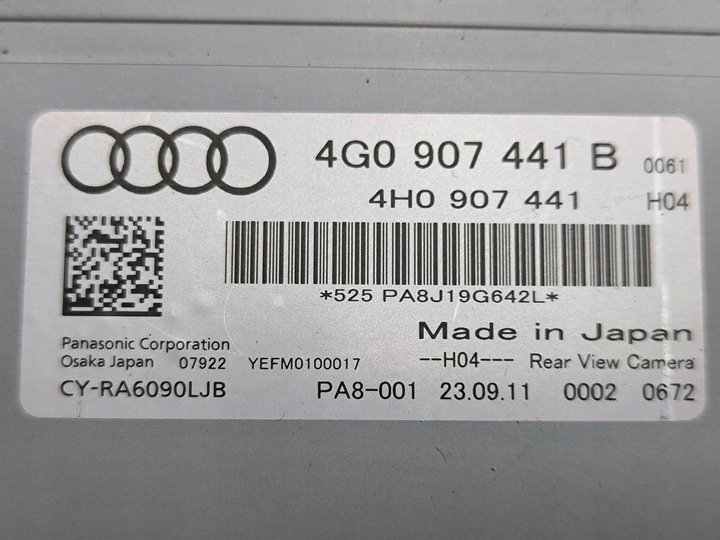 4G0 907 441 B 0061
4H0 907 441 H04
*525 PA8J19G642L*
Made in Japan
Panasonic Corporation
Osaka Japan 07922 YEFM0100017 --H04--- Rear View Camera
CY-RA6090LJB PA8-001 23.09.11 0002 0672